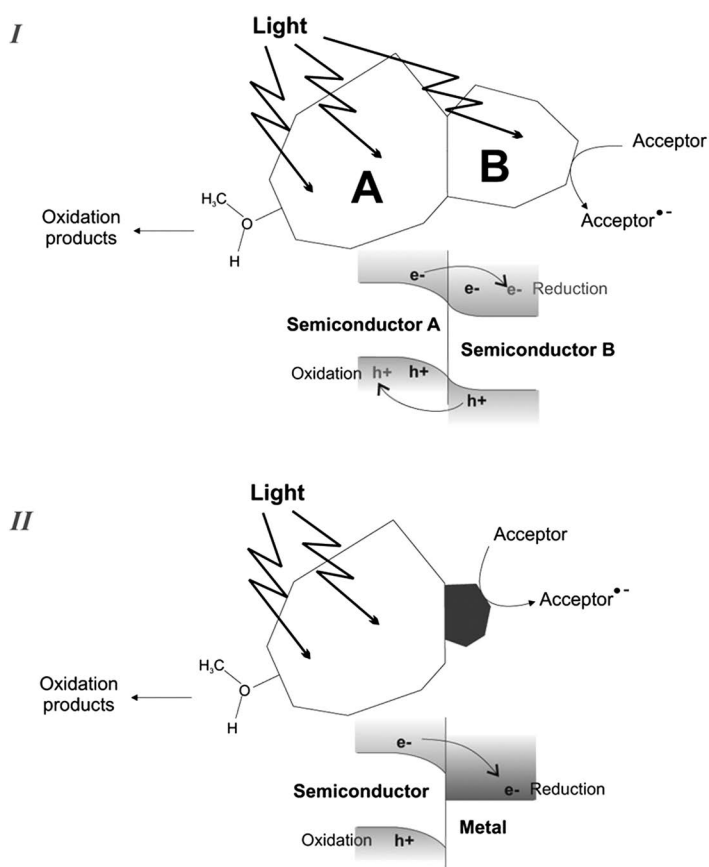 I
Light
A
B
Acceptor
Acceptor•-
H₃C
O
H
Oxidation
products
e-
e-
e- Reduction
Semiconductor A
Semiconductor B
Oxidation h+ h+
h+
II
Light
Acceptor
Acceptor•-
H₃C
O
H
Oxidation
products
e-
Semiconductor
e- Reduction
Metal
Oxidation h+